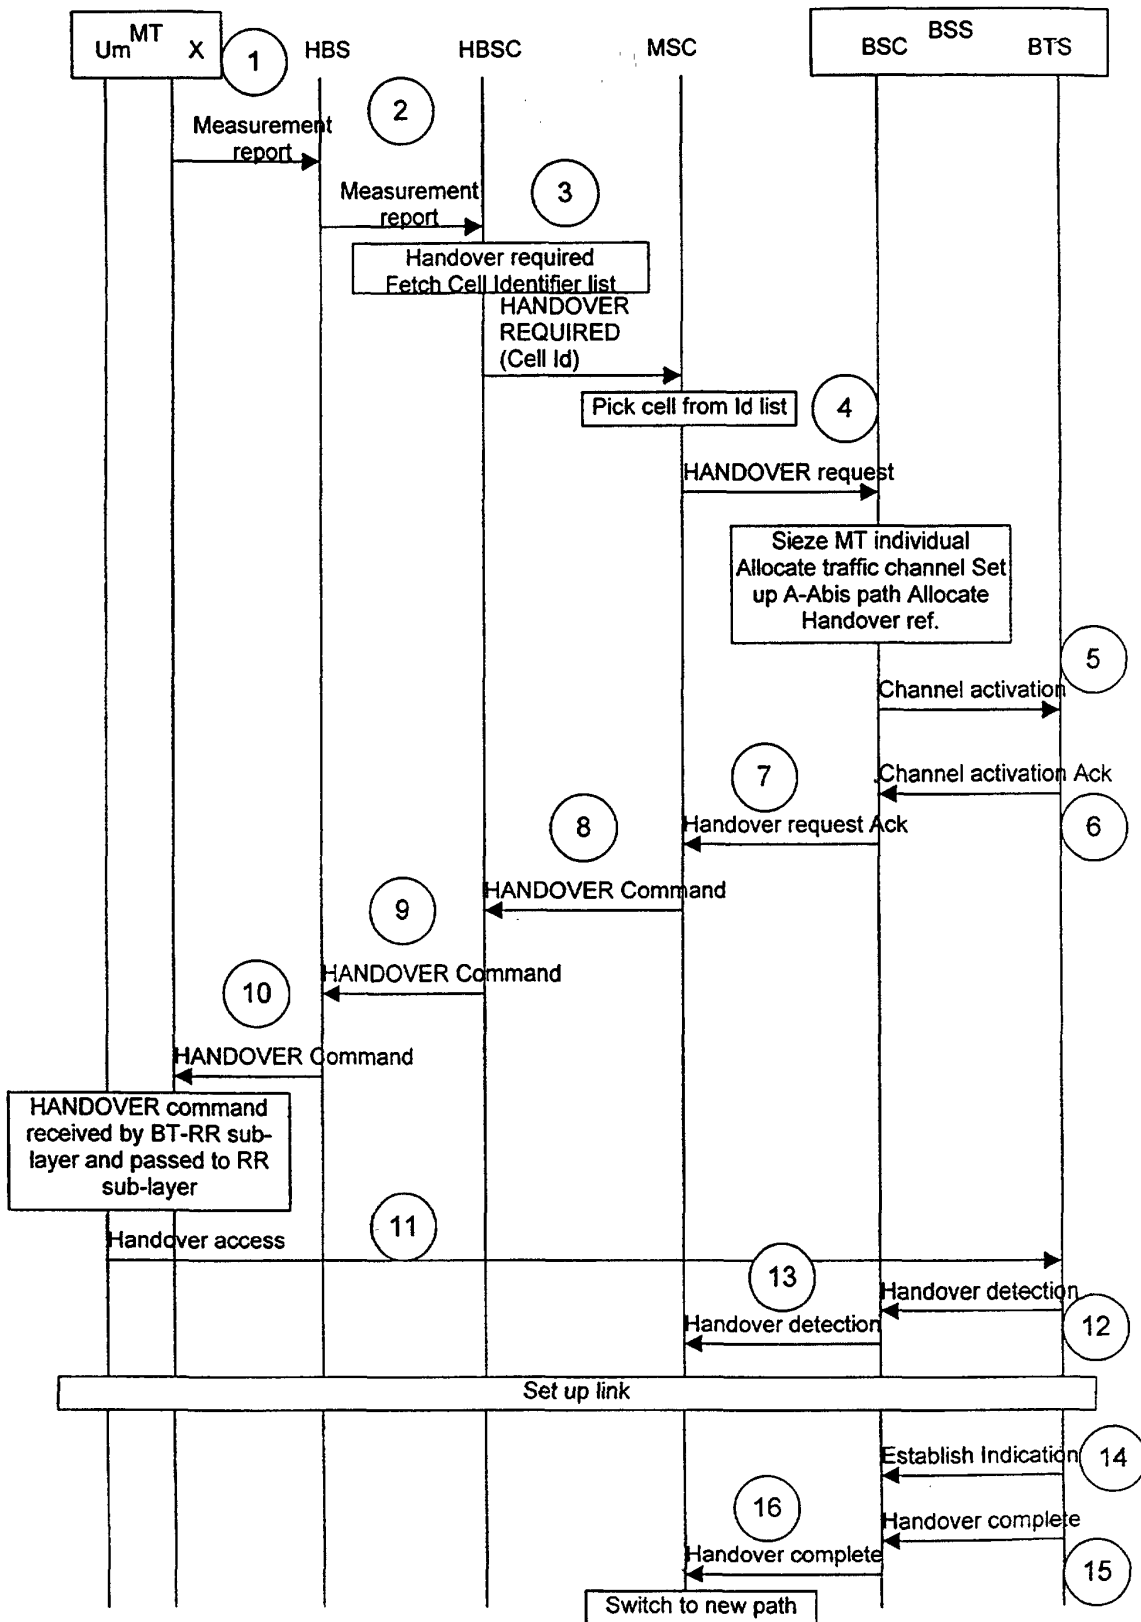 MT
Um X
1
HBS
HBSC
MSC
BSS
BSC BTS
2
Measurement
report
3
Measurement
report
Handover required
Fetch Cell Identifier list
HANDOVER
REQUIRED
(Cell Id)
Pick cell from Id list
4
HANDOVER request
Sieze MT individual
Allocate traffic channel Set
up A-Abis path Allocate
Handover ref.
5
Channel activation
7
Channel activation Ack
8
Handover request Ack
6
9
HANDOVER Command
10
HANDOVER Command
HANDOVER Command
HANDOVER command
received by BT-RR sub-
layer and passed to RR
sub-layer
11
Handover access
13
Handover detection
12
Handover detection
Set up link
14
Establish Indication
16
Handover complete
15
Handover complete
Switch to new path